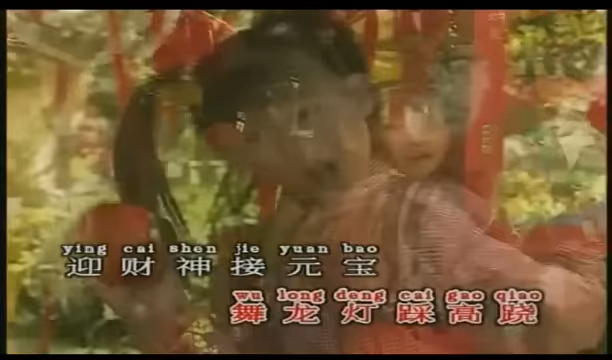 ying cai shen jie yuan bao
迎财神接元宝
wu long deng cai gao qiao
舞龙灯踩高跷